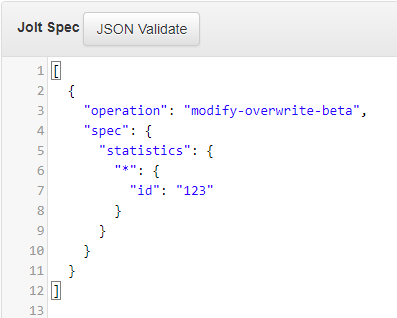 Jolt Spec JSON Validate
1 [
2   {
3     "operation": "modify-overwrite-beta",
4     "spec": {
5       "statistics": {
6         "*": {
7           "id": "123"
8         }
9       }
10     }
11   }
12 ]
13